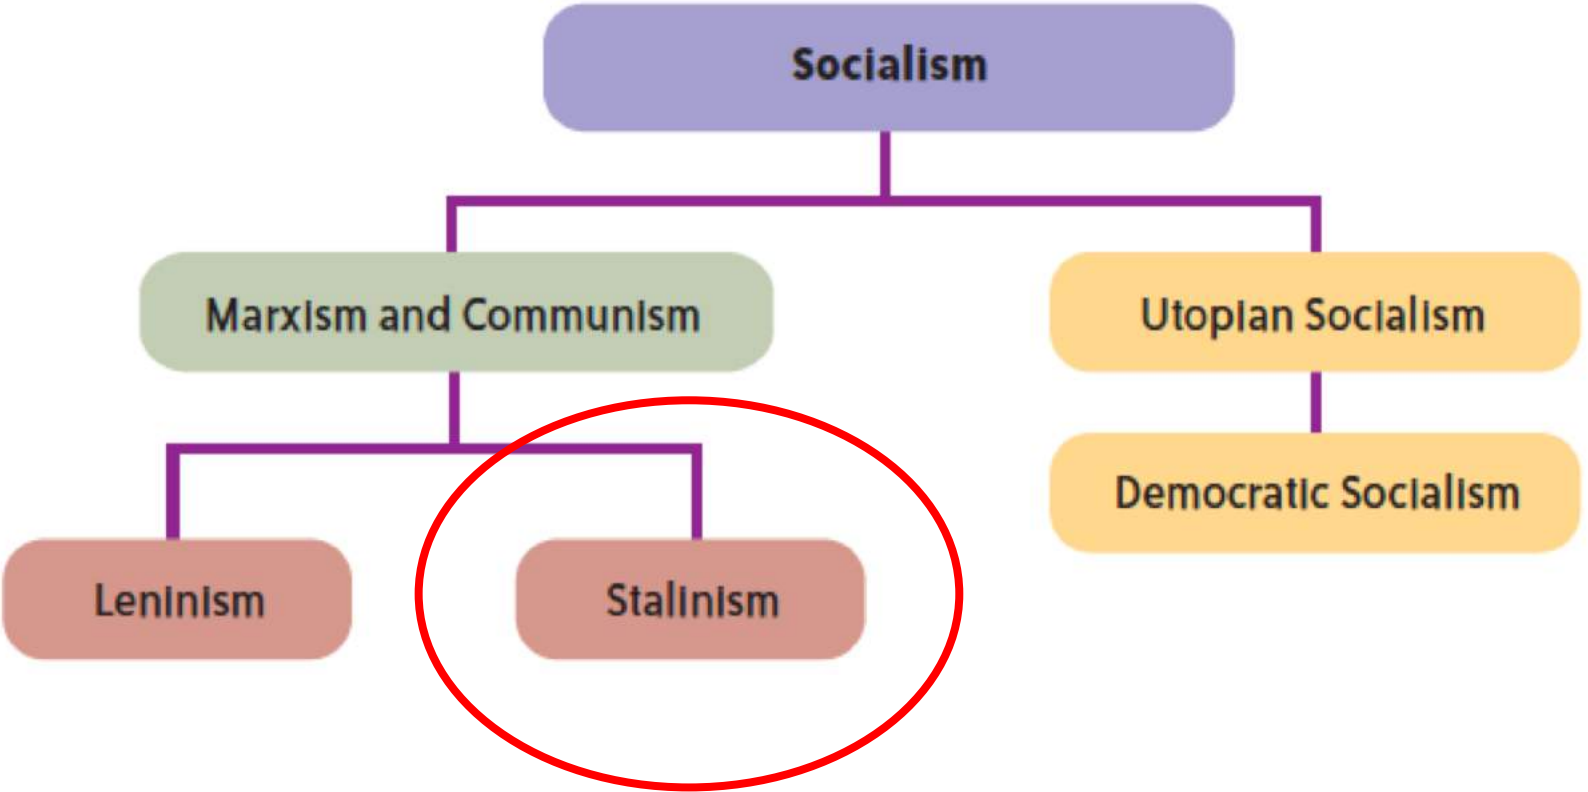 Socialism
Marxism and Communism
Utopian Socialism
Democratic Socialism
Leninism
Stalinism